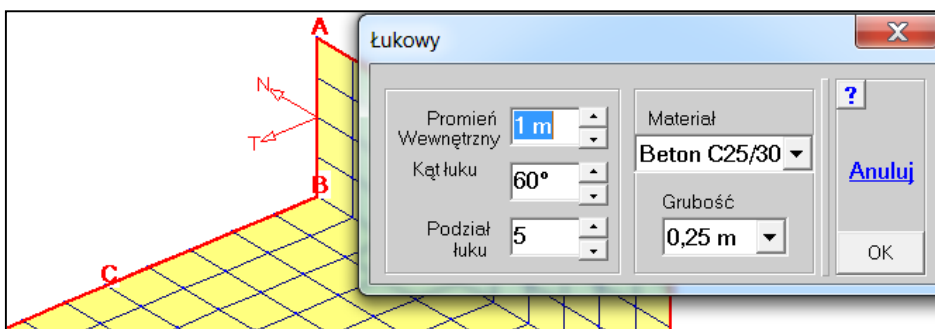 A
N
T
B
C
Łukowy
X
Promień
Wewnętrzny
1 m
Kąt łuku
60°
Podział
łuku
5
Materiał
Beton C25/30
Grubość
0,25 m
?
Anuluj
OK